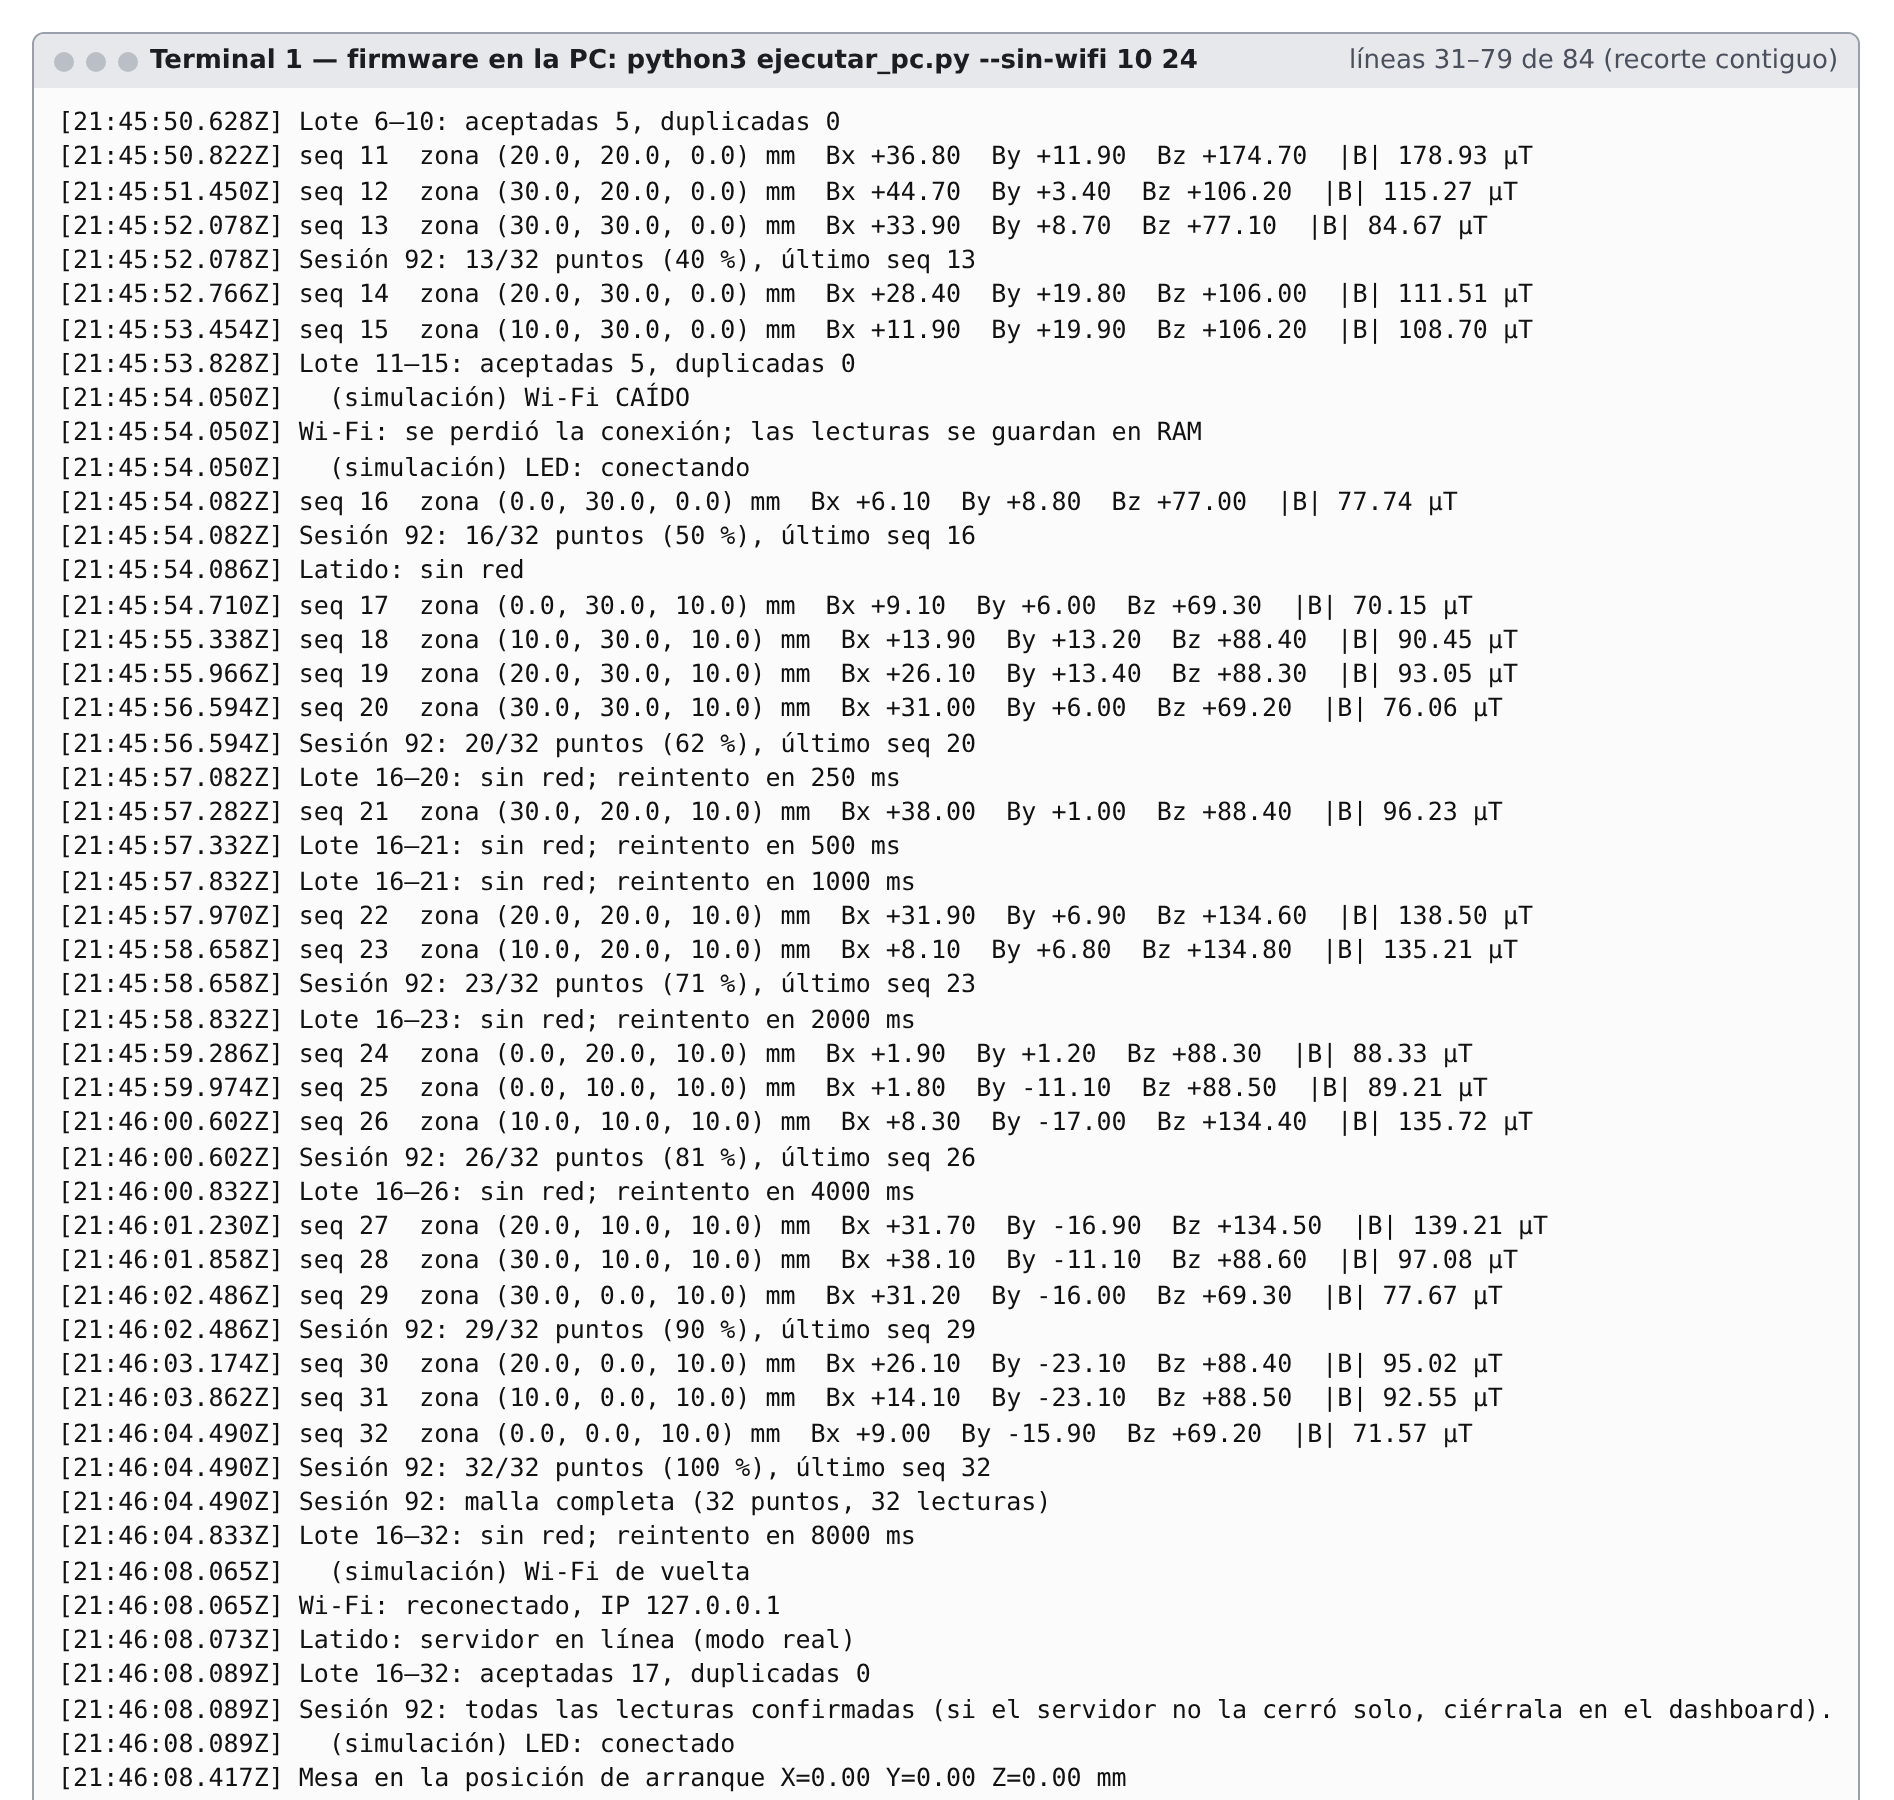 Terminal 1 — firmware en la PC: python3 ejecutar_pc.py --sin-wifi 10 24
líneas 31–79 de 84 (recorte contiguo)
[21:45:50.628Z] Lote 6–10: aceptadas 5, duplicadas 0
[21:45:50.822Z] seq 11  zona (20.0, 20.0, 0.0) mm  Bx +36.80  By +11.90  Bz +174.70  |B| 178.93 µT
[21:45:51.450Z] seq 12  zona (30.0, 20.0, 0.0) mm  Bx +44.70  By +3.40  Bz +106.20  |B| 115.27 µT
[21:45:52.078Z] seq 13  zona (30.0, 30.0, 0.0) mm  Bx +33.90  By +8.70  Bz +77.10  |B| 84.67 µT
[21:45:52.078Z] Sesión 92: 13/32 puntos (40 %), último seq 13
[21:45:52.766Z] seq 14  zona (20.0, 30.0, 0.0) mm  Bx +28.40  By +19.80  Bz +106.00  |B| 111.51 µT
[21:45:53.454Z] seq 15  zona (10.0, 30.0, 0.0) mm  Bx +11.90  By +19.90  Bz +106.20  |B| 108.70 µT
[21:45:53.828Z] Lote 11–15: aceptadas 5, duplicadas 0
[21:45:54.050Z]   (simulación) Wi-Fi CAÍDO
[21:45:54.050Z] Wi-Fi: se perdió la conexión; las lecturas se guardan en RAM
[21:45:54.050Z]   (simulación) LED: conectando
[21:45:54.082Z] seq 16  zona (0.0, 30.0, 0.0) mm  Bx +6.10  By +8.80  Bz +77.00  |B| 77.74 µT
[21:45:54.082Z] Sesión 92: 16/32 puntos (50 %), último seq 16
[21:45:54.086Z] Latido: sin red
[21:45:54.710Z] seq 17  zona (0.0, 30.0, 10.0) mm  Bx +9.10  By +6.00  Bz +69.30  |B| 70.15 µT
[21:45:55.338Z] seq 18  zona (10.0, 30.0, 10.0) mm  Bx +13.90  By +13.20  Bz +88.40  |B| 90.45 µT
[21:45:55.966Z] seq 19  zona (20.0, 30.0, 10.0) mm  Bx +26.10  By +13.40  Bz +88.30  |B| 93.05 µT
[21:45:56.594Z] seq 20  zona (30.0, 30.0, 10.0) mm  Bx +31.00  By +6.00  Bz +69.20  |B| 76.06 µT
[21:45:56.594Z] Sesión 92: 20/32 puntos (62 %), último seq 20
[21:45:57.082Z] Lote 16–20: sin red; reintento en 250 ms
[21:45:57.282Z] seq 21  zona (30.0, 20.0, 10.0) mm  Bx +38.00  By +1.00  Bz +88.40  |B| 96.23 µT
[21:45:57.332Z] Lote 16–21: sin red; reintento en 500 ms
[21:45:57.832Z] Lote 16–21: sin red; reintento en 1000 ms
[21:45:57.970Z] seq 22  zona (20.0, 20.0, 10.0) mm  Bx +31.90  By +6.90  Bz +134.60  |B| 138.50 µT
[21:45:58.658Z] seq 23  zona (10.0, 20.0, 10.0) mm  Bx +8.10  By +6.80  Bz +134.80  |B| 135.21 µT
[21:45:58.658Z] Sesión 92: 23/32 puntos (71 %), último seq 23
[21:45:58.832Z] Lote 16–23: sin red; reintento en 2000 ms
[21:45:59.286Z] seq 24  zona (0.0, 20.0, 10.0) mm  Bx +1.90  By +1.20  Bz +88.30  |B| 88.33 µT
[21:45:59.974Z] seq 25  zona (0.0, 10.0, 10.0) mm  Bx +1.80  By -11.10  Bz +88.50  |B| 89.21 µT
[21:46:00.602Z] seq 26  zona (10.0, 10.0, 10.0) mm  Bx +8.30  By -17.00  Bz +134.40  |B| 135.72 µT
[21:46:00.602Z] Sesión 92: 26/32 puntos (81 %), último seq 26
[21:46:00.832Z] Lote 16–26: sin red; reintento en 4000 ms
[21:46:01.230Z] seq 27  zona (20.0, 10.0, 10.0) mm  Bx +31.70  By -16.90  Bz +134.50  |B| 139.21 µT
[21:46:01.858Z] seq 28  zona (30.0, 10.0, 10.0) mm  Bx +38.10  By -11.10  Bz +88.60  |B| 97.08 µT
[21:46:02.486Z] seq 29  zona (30.0, 0.0, 10.0) mm  Bx +31.20  By -16.00  Bz +69.30  |B| 77.67 µT
[21:46:02.486Z] Sesión 92: 29/32 puntos (90 %), último seq 29
[21:46:03.174Z] seq 30  zona (20.0, 0.0, 10.0) mm  Bx +26.10  By -23.10  Bz +88.40  |B| 95.02 µT
[21:46:03.862Z] seq 31  zona (10.0, 0.0, 10.0) mm  Bx +14.10  By -23.10  Bz +88.50  |B| 92.55 µT
[21:46:04.490Z] seq 32  zona (0.0, 0.0, 10.0) mm  Bx +9.00  By -15.90  Bz +69.20  |B| 71.57 µT
[21:46:04.490Z] Sesión 92: 32/32 puntos (100 %), último seq 32
[21:46:04.490Z] Sesión 92: malla completa (32 puntos, 32 lecturas)
[21:46:04.833Z] Lote 16–32: sin red; reintento en 8000 ms
[21:46:08.065Z]   (simulación) Wi-Fi de vuelta
[21:46:08.065Z] Wi-Fi: reconectado, IP 127.0.0.1
[21:46:08.073Z] Latido: servidor en línea (modo real)
[21:46:08.089Z] Lote 16–32: aceptadas 17, duplicadas 0
[21:46:08.089Z] Sesión 92: todas las lecturas confirmadas (si el servidor no la cerró solo, ciérrala en el dashboard).
[21:46:08.089Z]   (simulación) LED: conectado
[21:46:08.417Z] Mesa en la posición de arranque X=0.00 Y=0.00 Z=0.00 mm